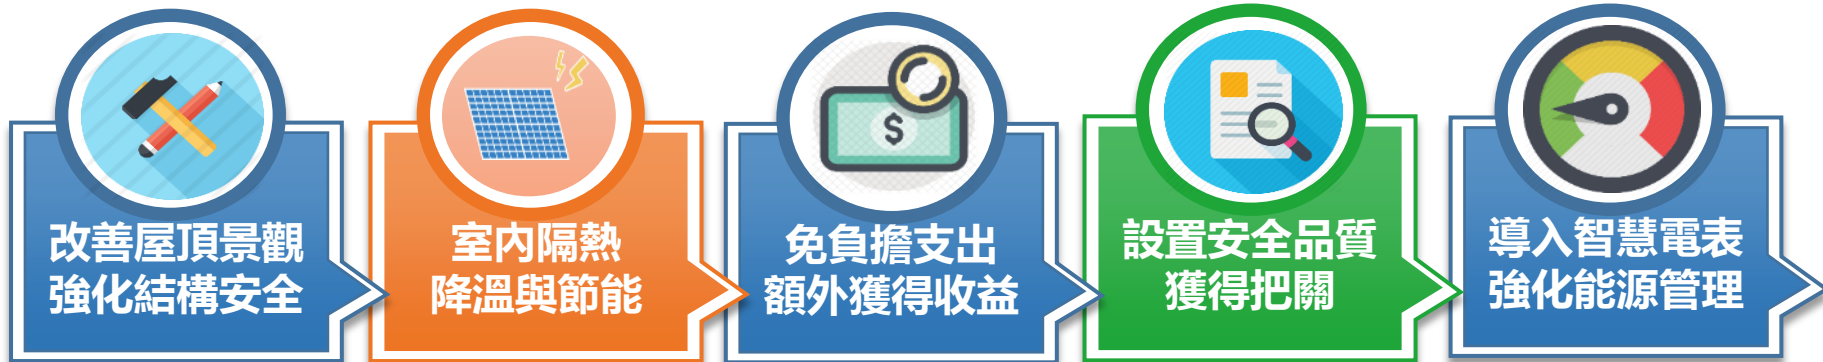 改善屋頂景觀
強化結構安全
室內隔熱
降溫與節能
$
免負擔支出
額外獲得收益
設置安全品質
獲得把關
導入智慧電表
強化能源管理